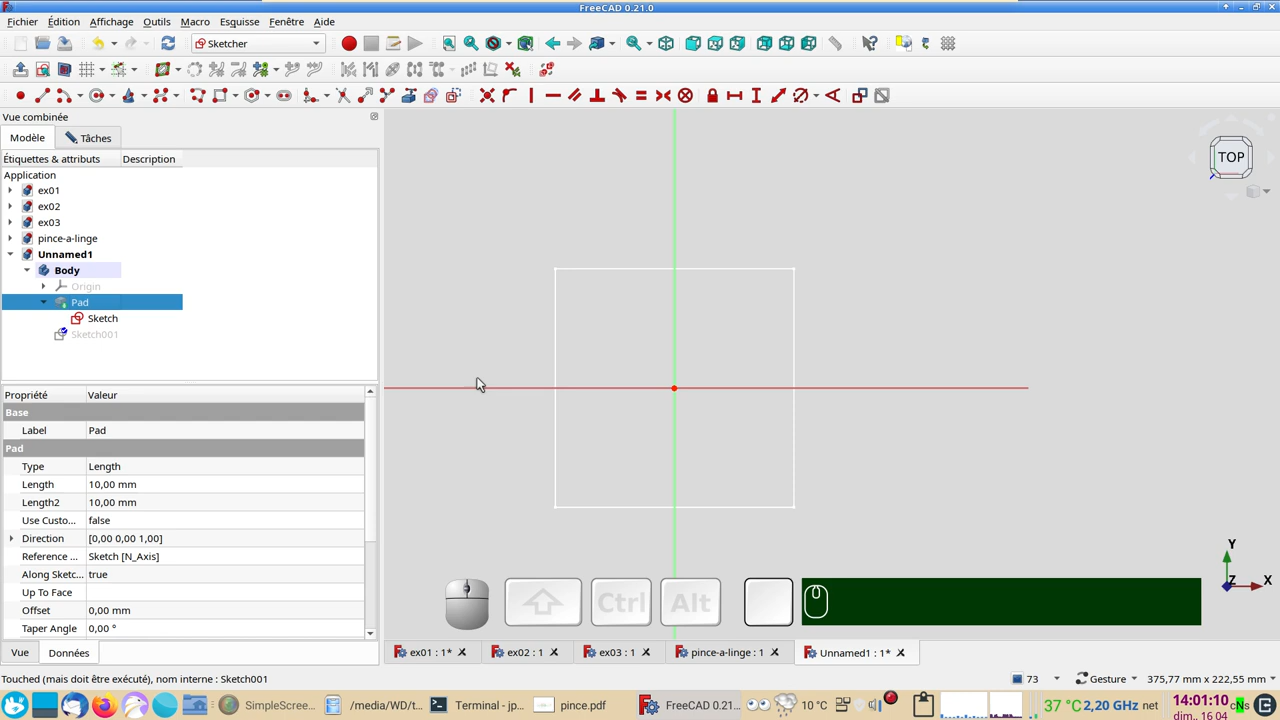 FreeCAD 0.21.0
Fichier Édition Affichage Outils Macro Esquisse Fenêtre Aide
Sketcher
Vue combinée
Modèle Tâches
Étiquettes & attributs Description
Application
ex01
ex02
ex03
pince-a-linge
Unnamed1
Body
Origin
Pad
Sketch
Sketch001
TOP
Propriété Valeur
Base
Label Pad
Pad
Type Length
Length 10,00 mm
Length2 10,00 mm
Use Custo... false
Direction [0,00 0,00 1,00]
Reference ... Sketch [N_Axis]
Along Sketc... true
Up To Face
Offset 0,00 mm
Taper Angle 0,00 °
Y
Z X
Ctrl Alt
Vue Données
ex01 : 1* ex02 : 1 ex03 : 1 pince-a-linge : 1 Unnamed1 : 1*
Touched (mais doit être exécuté), nom interne : Sketch001
73 Gesture 375,77 mm x 222,55 mm
SimpleScree... /media/WD/t... Terminal - jp... pince.pdf FreeCAD 0.21... 10 °C 37 °C 2,20 GHz net 14:01:10 cNs
dim., 16 04